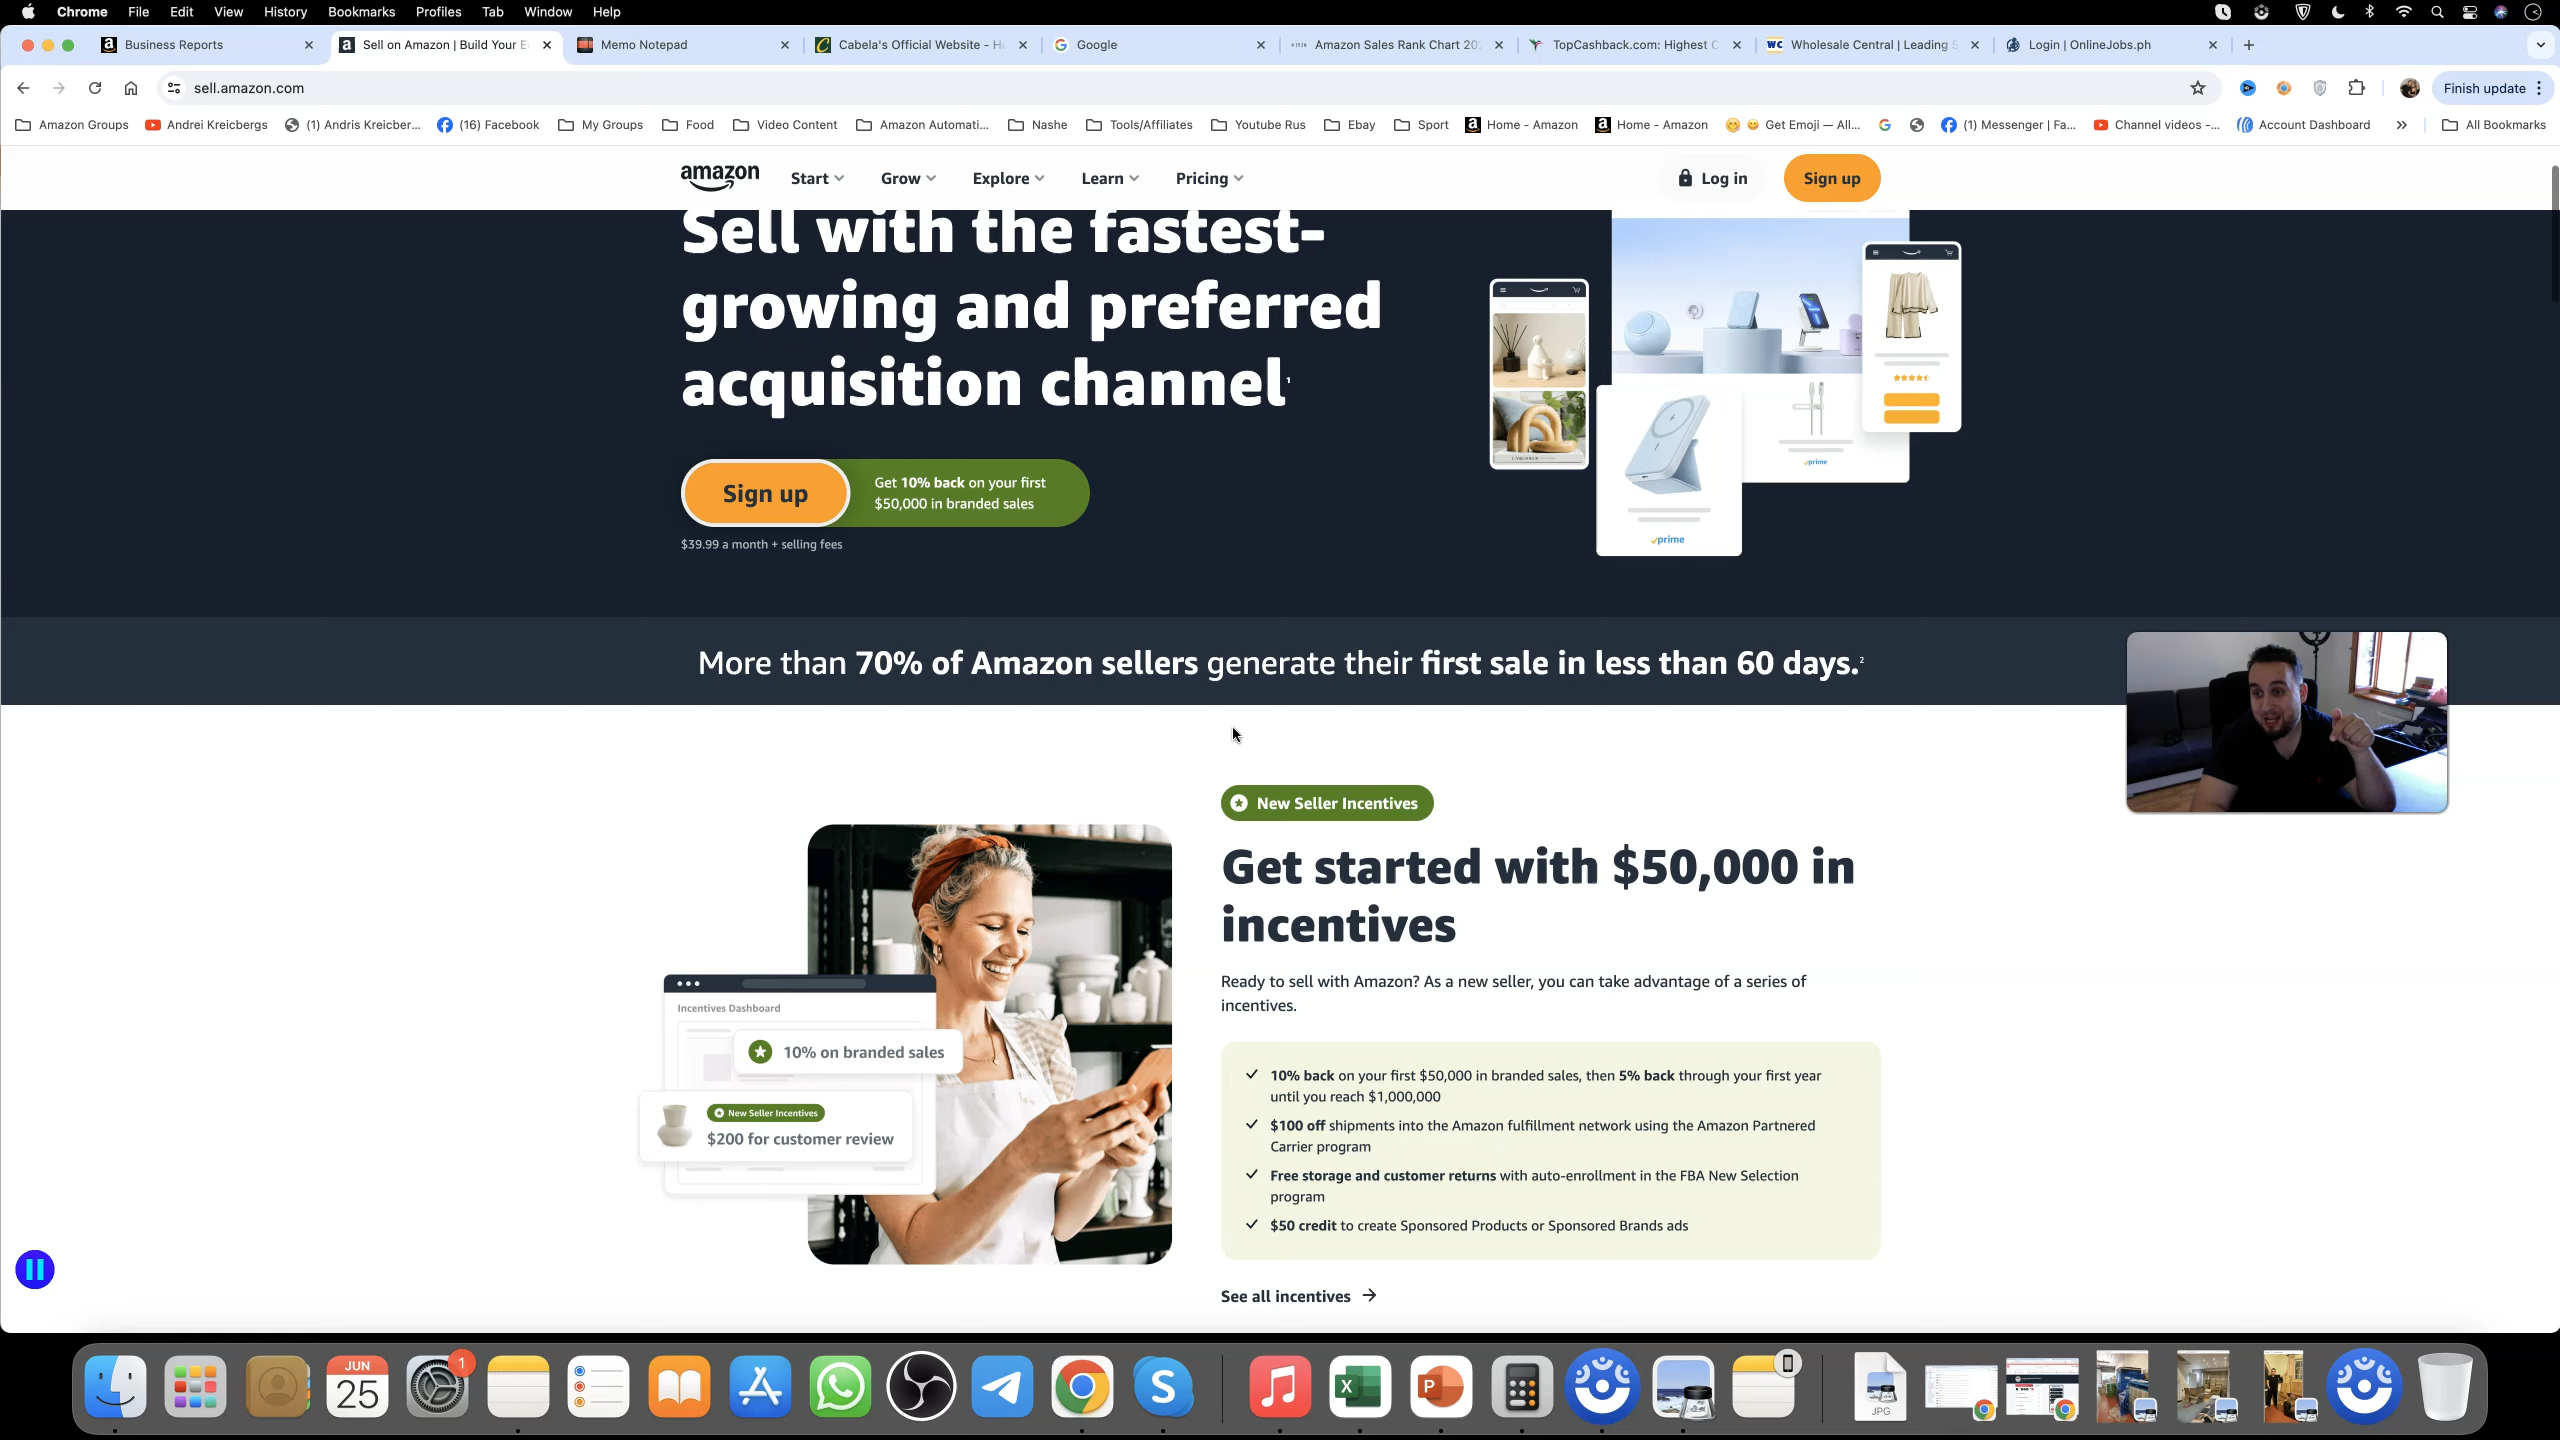 Chrome File Edit View History Bookmarks Profiles Tab Window Help
Business Reports
Sell on Amazon | Build Your E
Memo Notepad
Cabela's Official Website - H
Google
Amazon Sales Rank Chart 20
TopCashback.com: Highest C
WC Wholesale Central | Leading S
Login | OnlineJobs.ph
sell.amazon.com
Finish update
Amazon Groups
Andrei Kreicbergs
(1) Andris Kreicber...
(16) Facebook
My Groups
Food
Video Content
Amazon Automati...
Nashe
Tools/Affiliates
Youtube Rus
Ebay
Sport
Home - Amazon
Home - Amazon
Get Emoji — All...
(1) Messenger | Fa...
Channel videos -...
Account Dashboard
All Bookmarks
amazon
Start
Grow
Explore
Learn
Pricing
Log in
Sign up
Sell with the fastest-
growing and preferred
acquisition channel¹
Sign up
Get 10% back on your first
$50,000 in branded sales
$39.99 a month + selling fees
prime
prime
More than 70% of Amazon sellers generate their first sale in less than 60 days.²
New Seller Incentives
Get started with $50,000 in
incentives
Ready to sell with Amazon? As a new seller, you can take advantage of a series of
incentives.
10% back on your first $50,000 in branded sales, then 5% back through your first year
until you reach $1,000,000
$100 off shipments into the Amazon fulfillment network using the Amazon Partnered
Carrier program
Free storage and customer returns with auto-enrollment in the FBA New Selection
program
$50 credit to create Sponsored Products or Sponsored Brands ads
See all incentives
Incentives Dashboard
10% on branded sales
New Seller Incentives
$200 for customer review
JUN
25
1
JPG